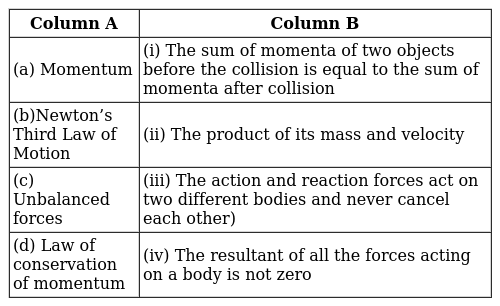 Column A
Column B
(a) Momentum
(i) The sum of momenta of two objects
before the collision is equal to the sum of
momenta after collision
(b)Newton’s
Third Law of
Motion
(ii) The product of its mass and velocity
(c)
Unbalanced
forces
(iii) The action and reaction forces act on
two different bodies and never cancel
each other)
(d) Law of
conservation
of momentum
(iv) The resultant of all the forces acting
on a body is not zero